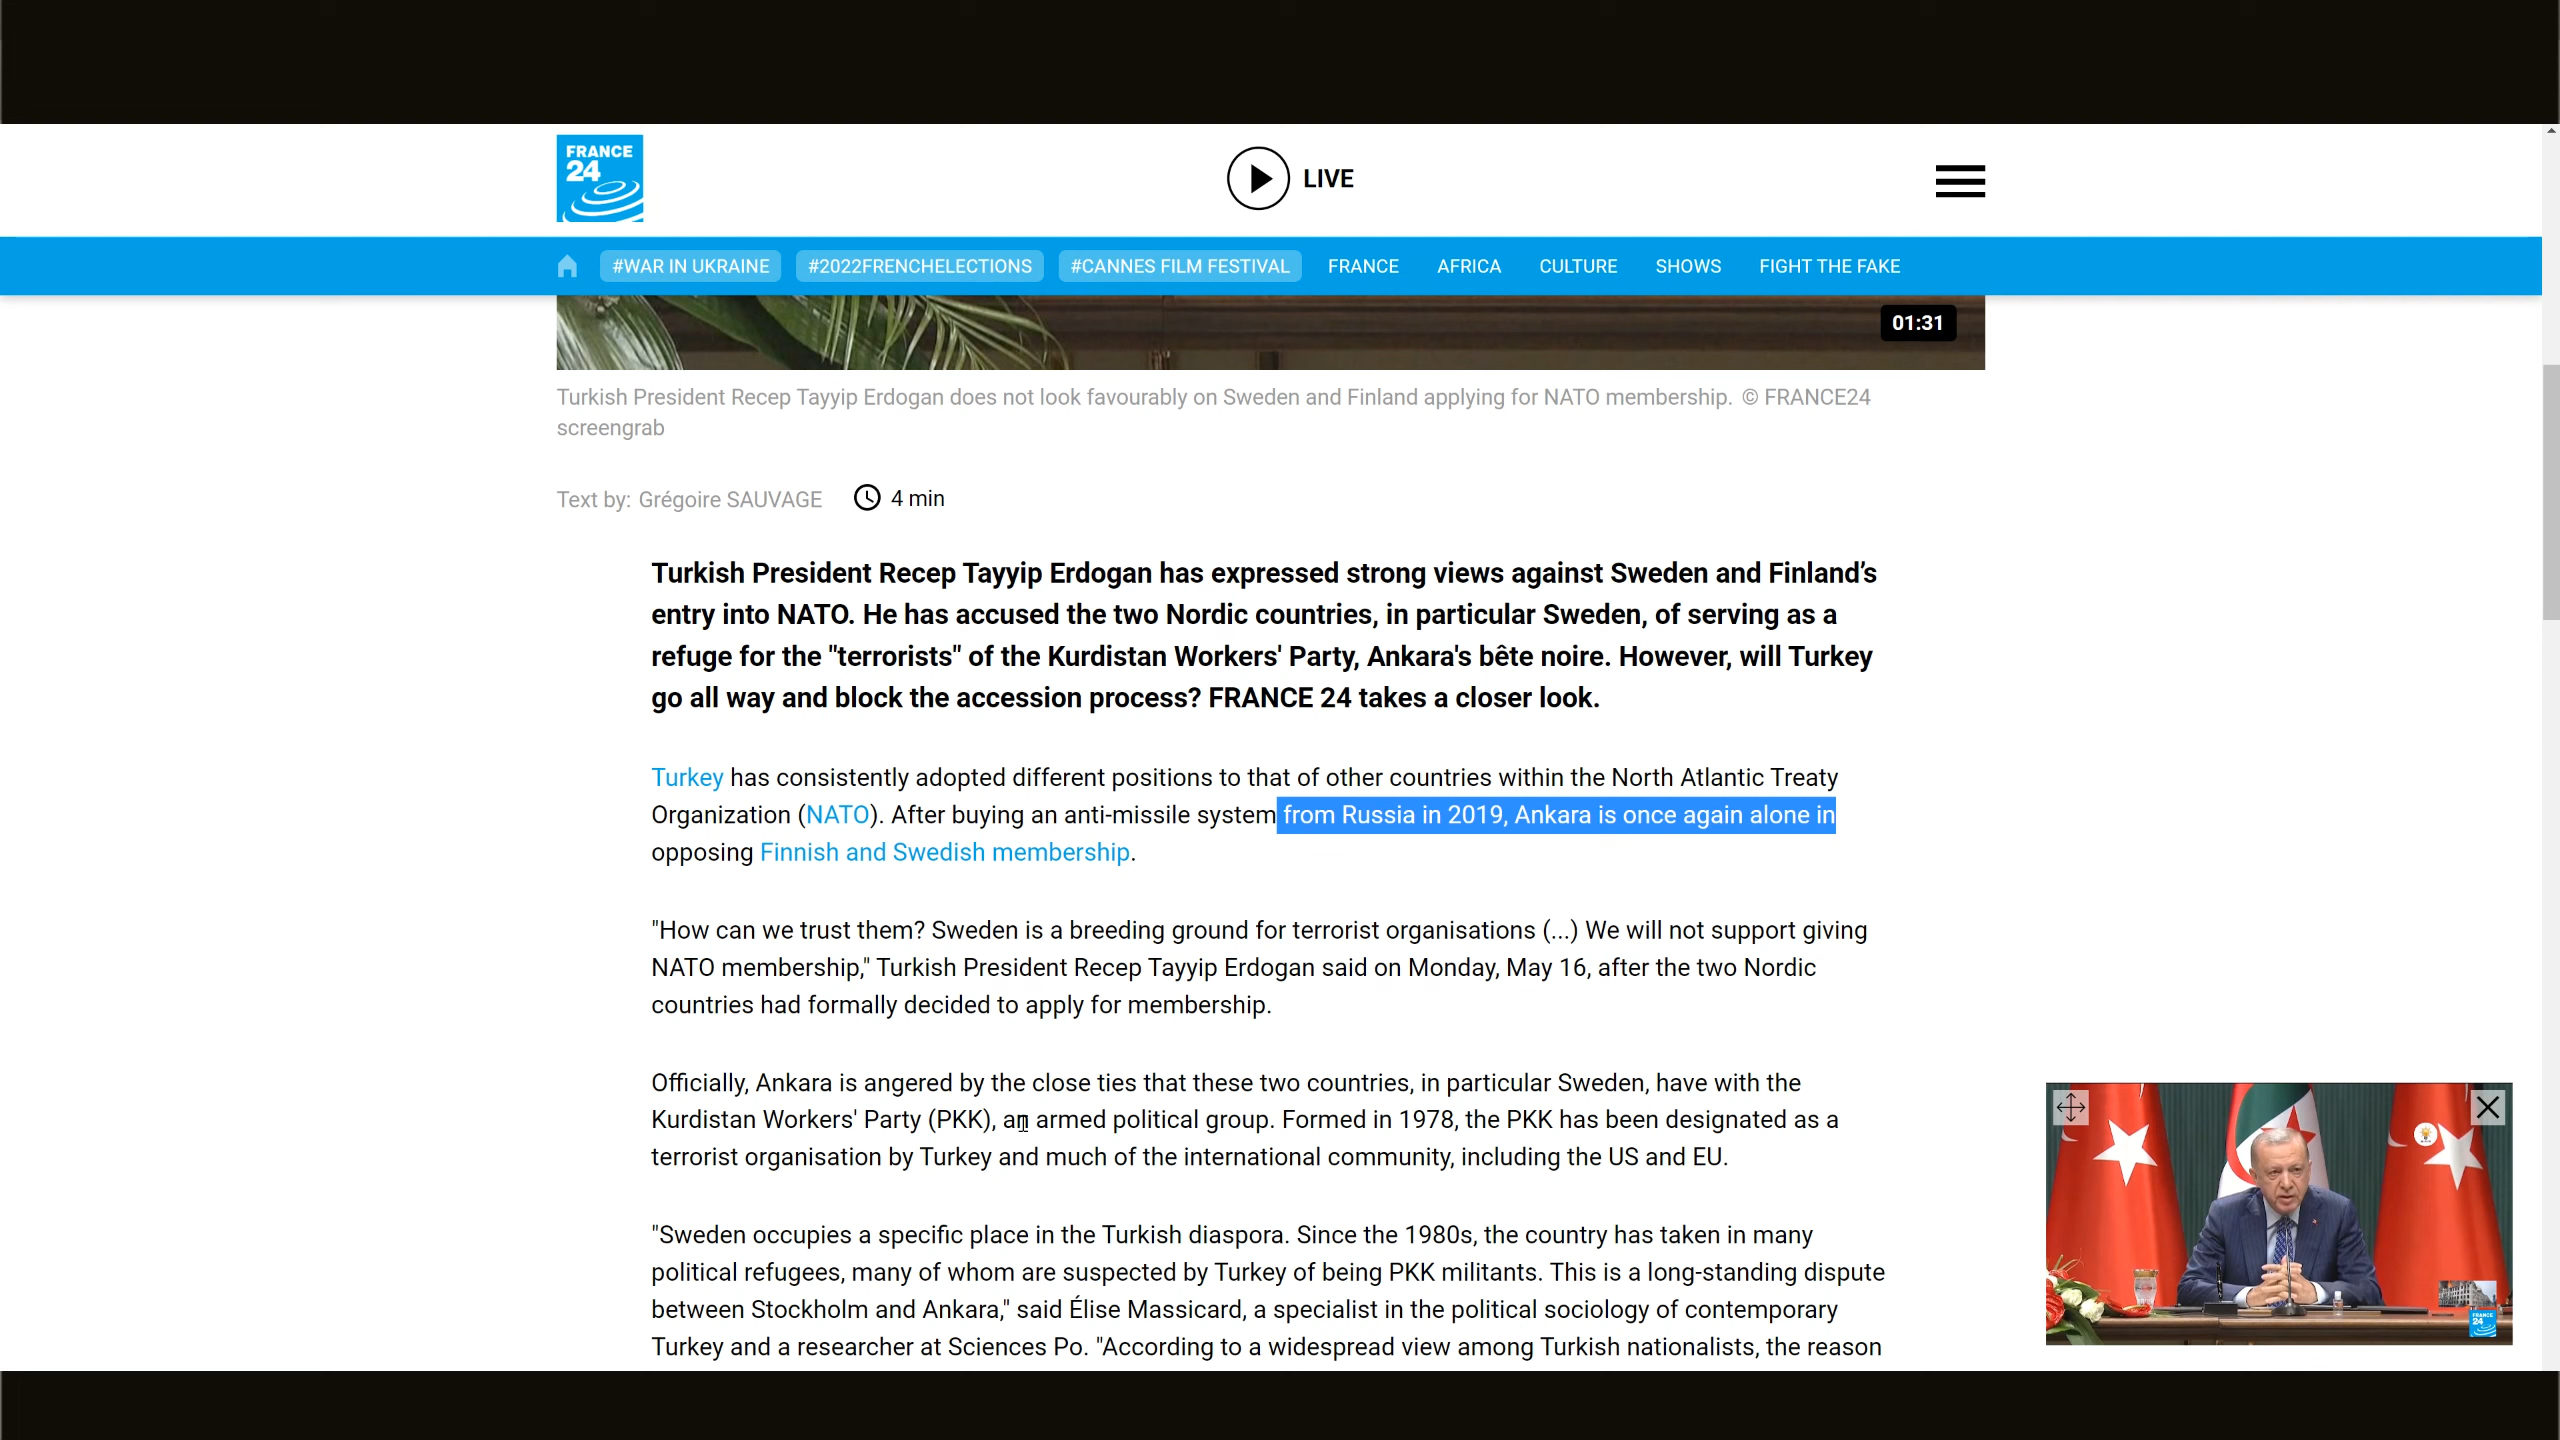 FRANCE
24
LIVE
#WAR IN UKRAINE #2022FRENCHELECTIONS #CANNES FILM FESTIVAL FRANCE AFRICA CULTURE SHOWS FIGHT THE FAKE
01:31
Turkish President Recep Tayyip Erdogan does not look favourably on Sweden and Finland applying for NATO membership. © FRANCE24
screengrab
Text by: Grégoire SAUVAGE 4 min
Turkish President Recep Tayyip Erdogan has expressed strong views against Sweden and Finland’s
entry into NATO. He has accused the two Nordic countries, in particular Sweden, of serving as a
refuge for the "terrorists" of the Kurdistan Workers' Party, Ankara's bête noire. However, will Turkey
go all way and block the accession process? FRANCE 24 takes a closer look.
Turkey has consistently adopted different positions to that of other countries within the North Atlantic Treaty
Organization (NATO). After buying an anti-missile system from Russia in 2019, Ankara is once again alone in
opposing Finnish and Swedish membership.
"How can we trust them? Sweden is a breeding ground for terrorist organisations (...) We will not support giving
NATO membership," Turkish President Recep Tayyip Erdogan said on Monday, May 16, after the two Nordic
countries had formally decided to apply for membership.
Officially, Ankara is angered by the close ties that these two countries, in particular Sweden, have with the
Kurdistan Workers' Party (PKK), an armed political group. Formed in 1978, the PKK has been designated as a
terrorist organisation by Turkey and much of the international community, including the US and EU.
"Sweden occupies a specific place in the Turkish diaspora. Since the 1980s, the country has taken in many
political refugees, many of whom are suspected by Turkey of being PKK militants. This is a long-standing dispute
between Stockholm and Ankara," said Élise Massicard, a specialist in the political sociology of contemporary
Turkey and a researcher at Sciences Po. "According to a widespread view among Turkish nationalists, the reason
FRANCE
24